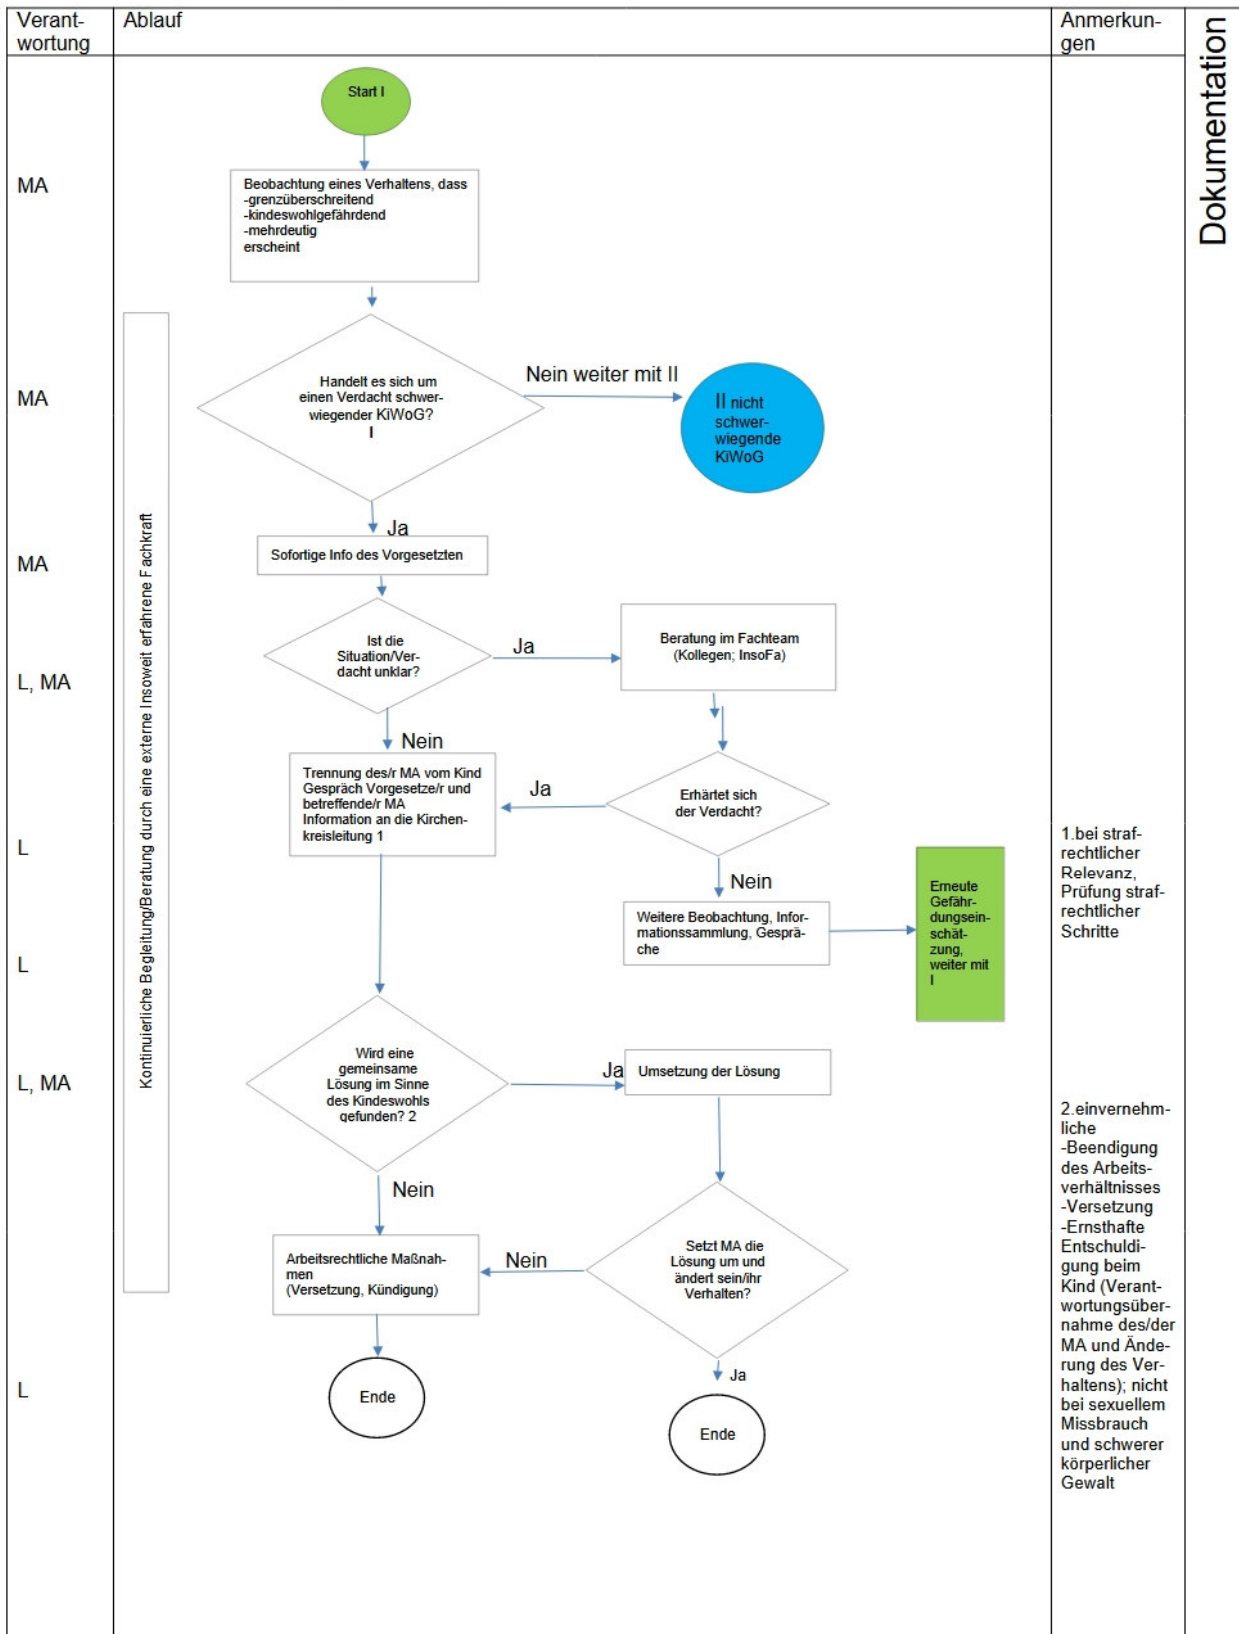 Verant-
wortung
Ablauf
Anmerkun-
gen
Dokumentation
Start I
MA
Beobachtung eines Verhaltens, dass
-grenzüberschreitend
-kindeswohlgefährdend
-mehrdeutig
erscheint
Kontinuierliche Begleitung/Beratung durch eine externe Insoweit erfahrene Fachkraft
MA
Handelt es sich um
einen Verdacht schwer-
wiegender KiWoG?
I
Nein weiter mit II
II nicht
schwer-
wiegende
KiWoG
Ja
MA
Sofortige Info des Vorgesetzten
L, MA
Ist die
Situation/Ver-
dacht unklar?
Ja
Beratung im Fachteam
(Kollegen; InsoFa)
Nein
Trennung des/r MA vom Kind
Gespräch Vorgesetze/r und
betreffende/r MA
Information an die Kirchen-
kreisleitung 1
Ja
Erhärtet sich
der Verdacht?
L
1.bei straf-
rechtlicher
Relevanz,
Prüfung straf-
rechtlicher
Schritte
Nein
Weitere Beobachtung, Infor-
mationssammlung, Gesprä-
che
Erneute
Gefähr-
dungsein-
schät-
zung,
weiter mit
I
L
L, MA
Wird eine
gemeinsame
Lösung im Sinne
des Kindeswohls
gefunden? 2
Ja
Umsetzung der Lösung
2.einvernehm-
liche
-Beendigung
des Arbeits-
verhältnisses
-Versetzung
-Ernsthafte
Entschuldi-
gung beim
Kind (Verant-
wortungsüber-
nahme des/der
MA und Ände-
rung des Ver-
haltens); nicht
bei sexuellem
Missbrauch
und schwerer
körperlicher
Gewalt
Nein
Arbeitsrechtliche Maßnah-
men
(Versetzung, Kündigung)
Nein
Setzt MA die
Lösung um und
ändert sein/ihr
Verhalten?
Ja
L
Ende
Ende